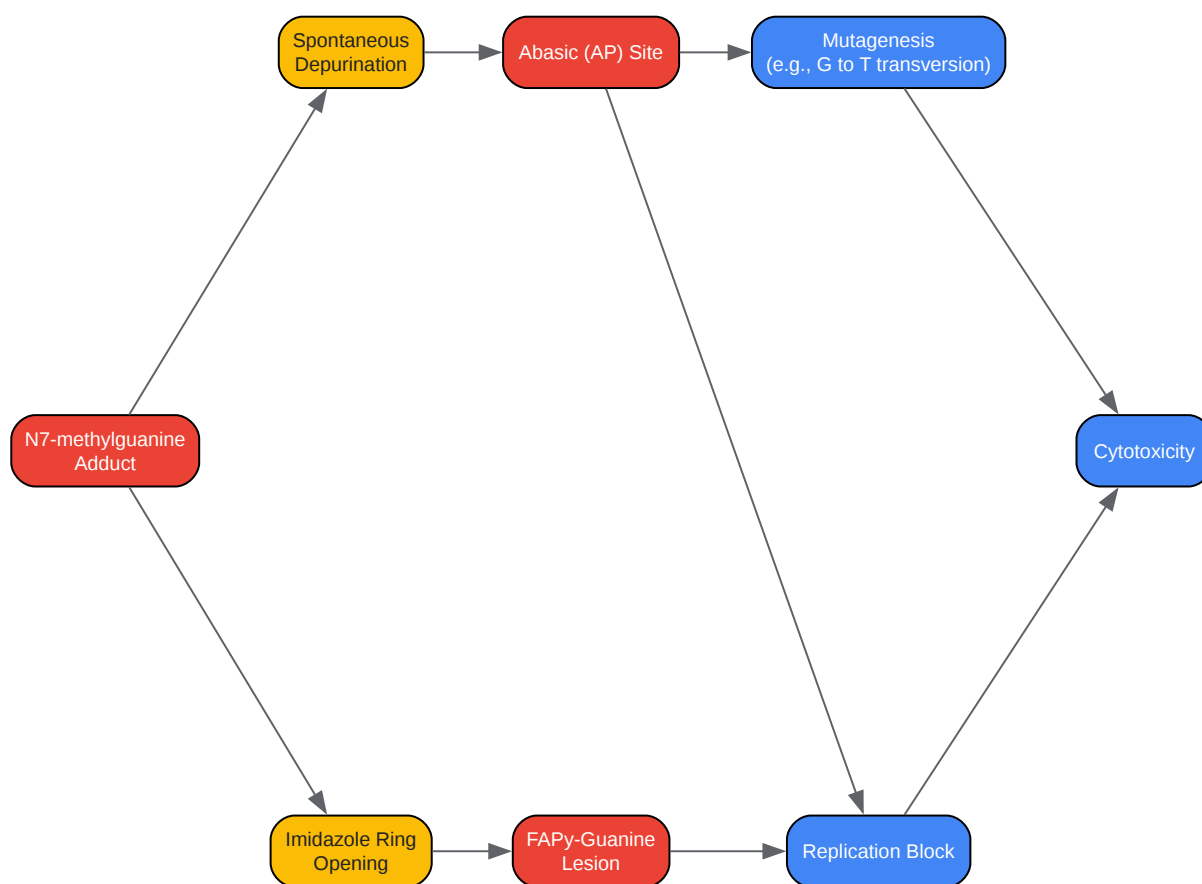 Spontaneous
Depurination
Abasic (AP) Site
Mutagenesis
(e.g., G to T transversion)
N7-methylguanine
Adduct
Cytotoxicity
Imidazole Ring
Opening
FAPy-Guanine
Lesion
Replication Block